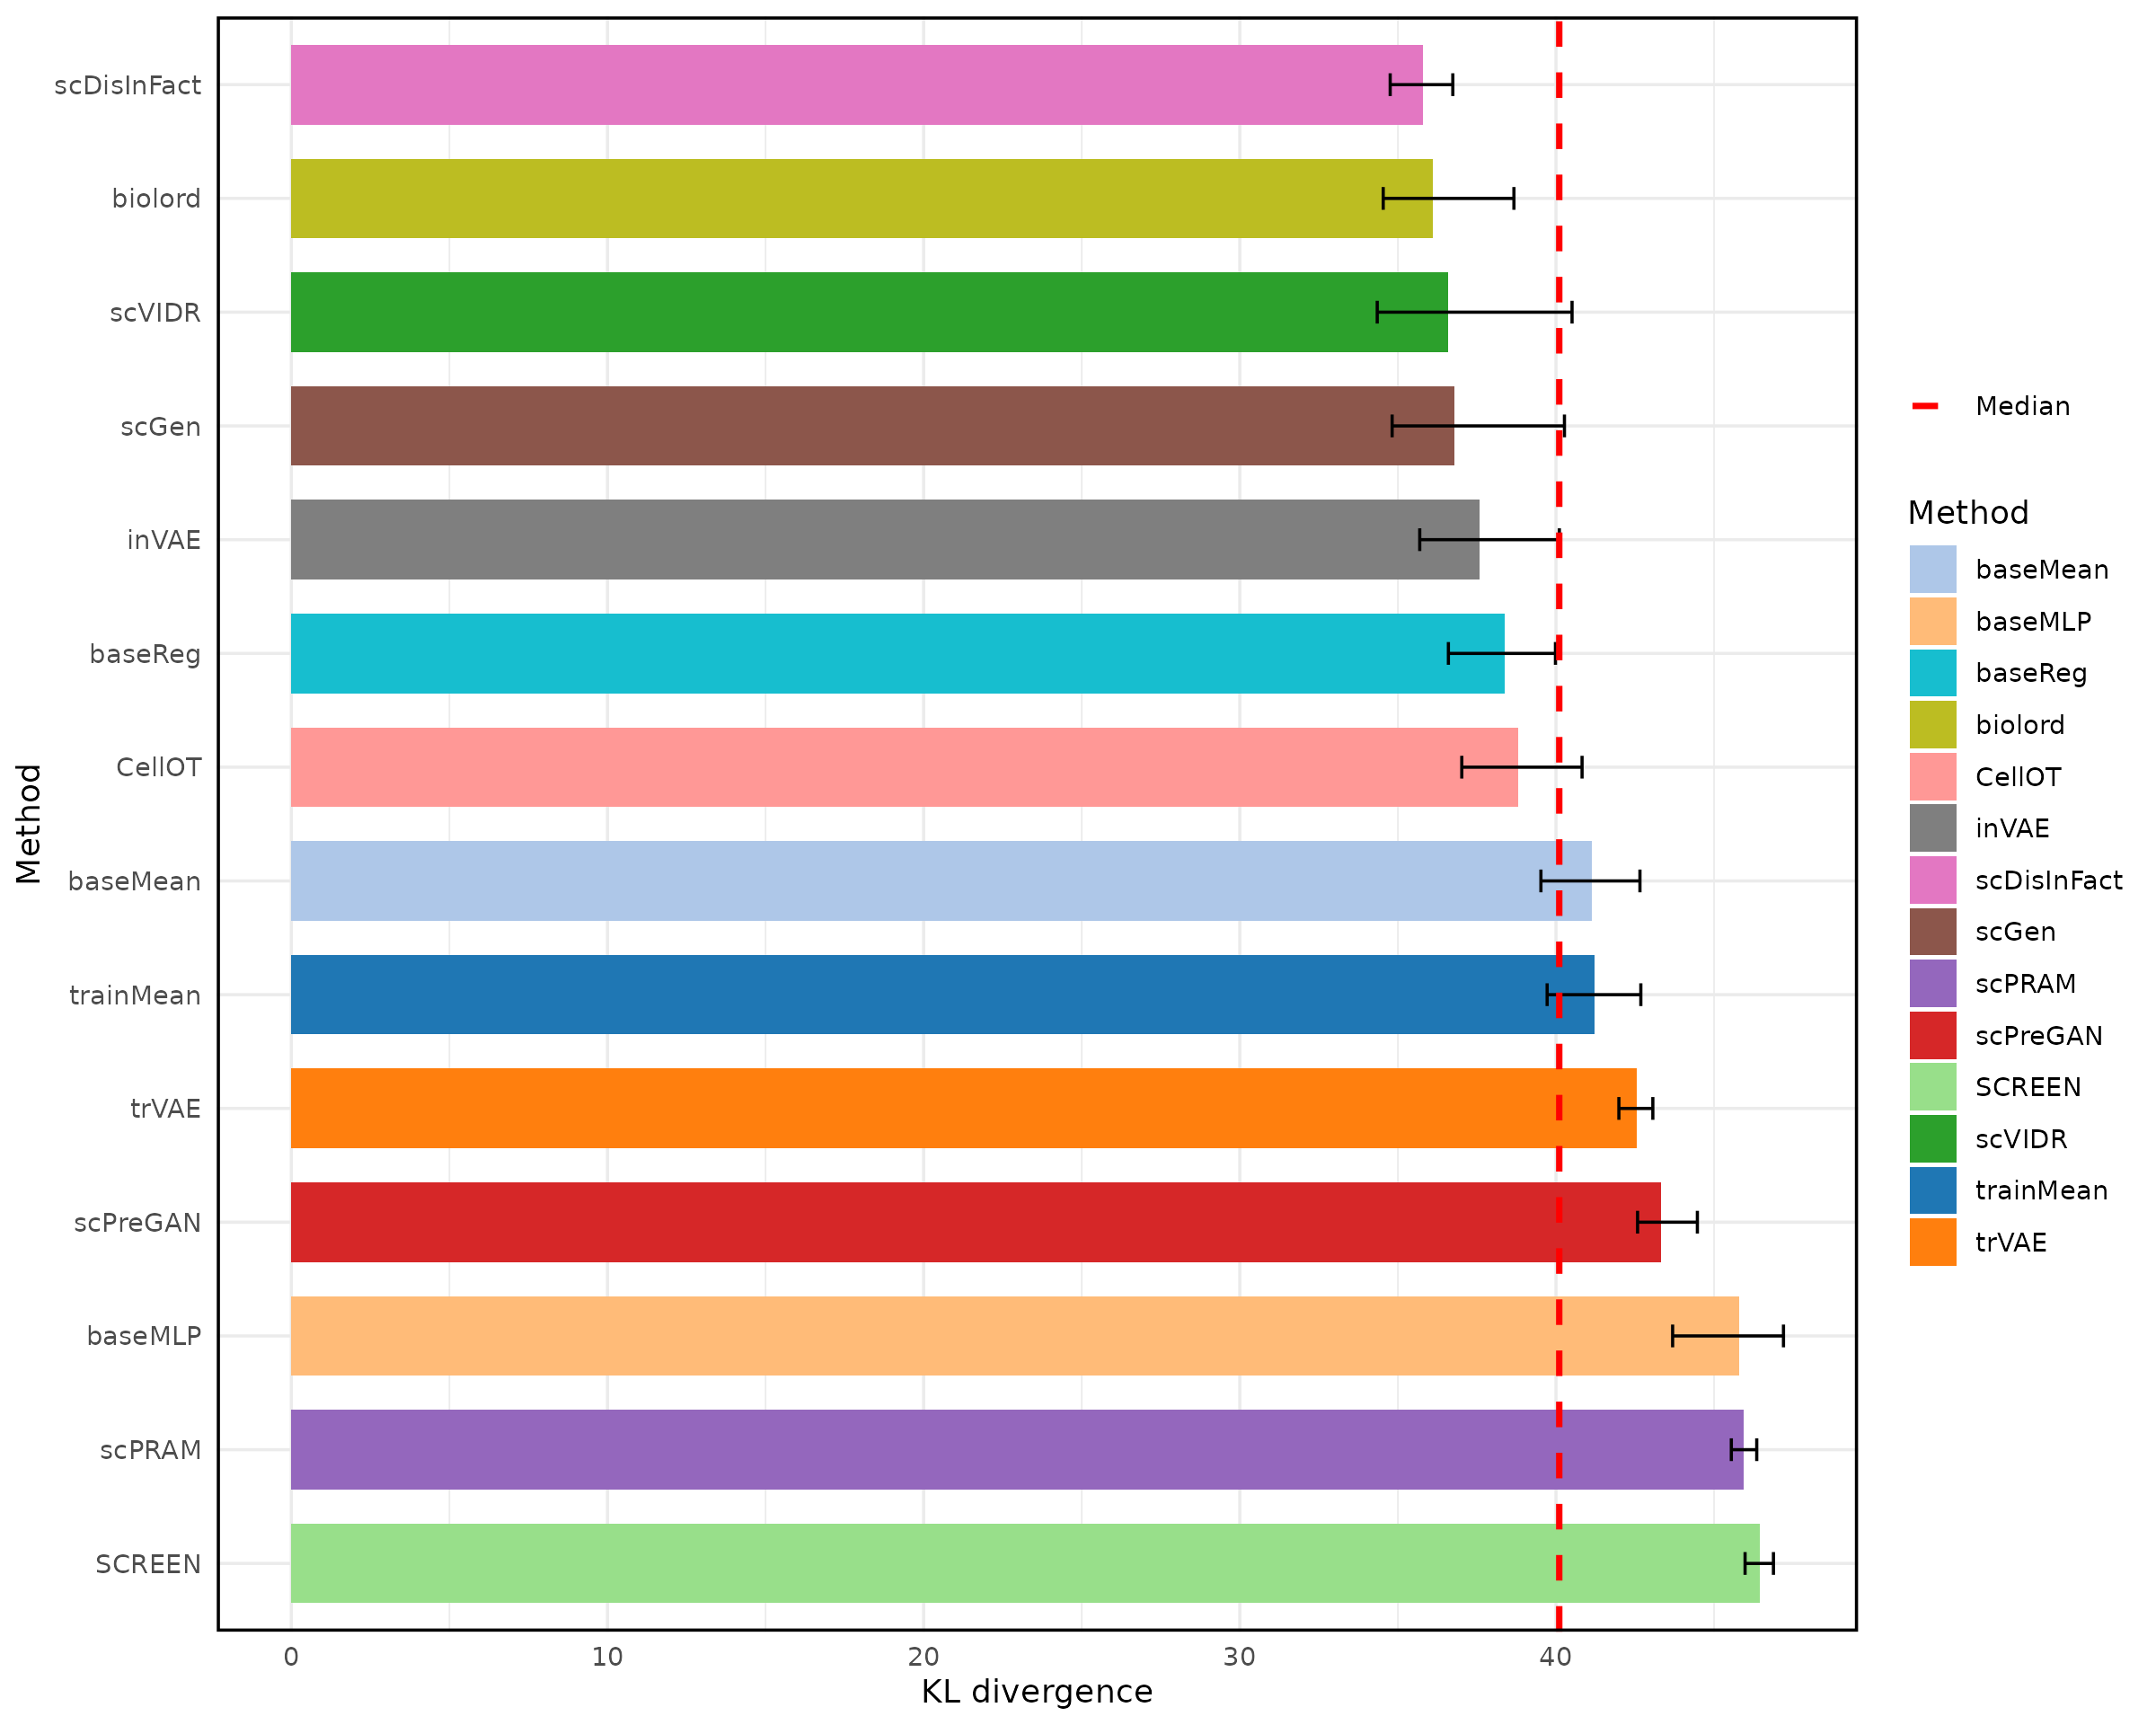 Method
scDisInFact
biolord
scVIDR
scGen
inVAE
baseReg
CellOT
baseMean
trainMean
trVAE
scPreGAN
baseMLP
scPRAM
SCREEN
0 10 20 30 40
KL divergence
Median
Method
baseMean
baseMLP
baseReg
biolord
CellOT
inVAE
scDisInFact
scGen
scPRAM
scPreGAN
SCREEN
scVIDR
trainMean
trVAE